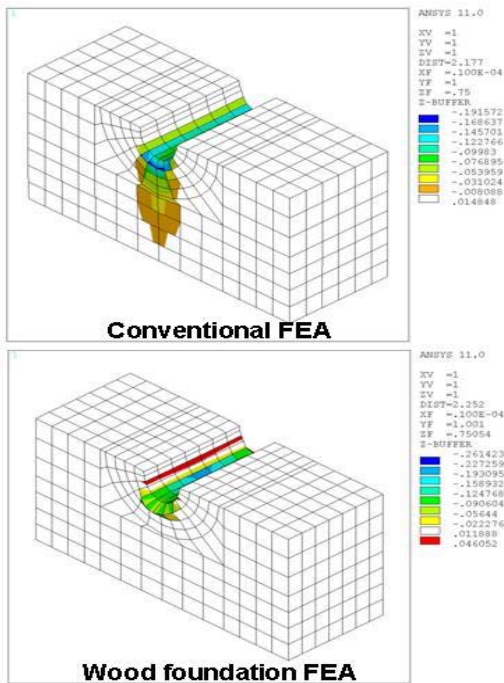 1
ANSYS 11.0
XV =1
YV =1
ZV =1
DIST=2.177
XF =.100E-04
YF =1
ZF =.75
Z-BUFFER
-.191572
-.168637
-.145701
-.122766
-.09983
-.076895
-.053959
-.031024
-.008088
.014848
Conventional FEA
1
ANSYS 11.0
XV =1
YV =1
ZV =1
DIST=2.252
XF =.100E-04
YF =1.001
ZF =.75054
Z-BUFFER
-.261423
-.227259
-.193095
-.158932
-.124768
-.090604
-.05644
-.022276
.011888
.046052
Wood foundation FEA